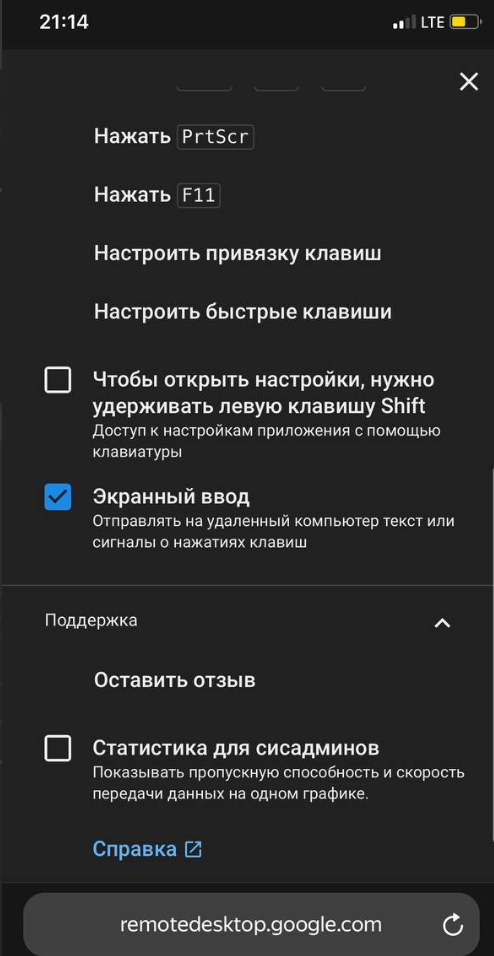 21:14
LTE
Нажать PrtScr
Нажать F11
Настроить привязку клавиш
Настроить быстрые клавиши
Чтобы открыть настройки, нужно
удерживать левую клавишу Shift
Доступ к настройкам приложения с помощью
клавиатуры
Экранный ввод
Отправлять на удаленный компьютер текст или
сигналы о нажатиях клавиш
Поддержка
Оставить отзыв
Статистика для сисадминов
Показывать пропускную способность и скорость
передачи данных на одном графике.
Справка
remotedesktop.google.com